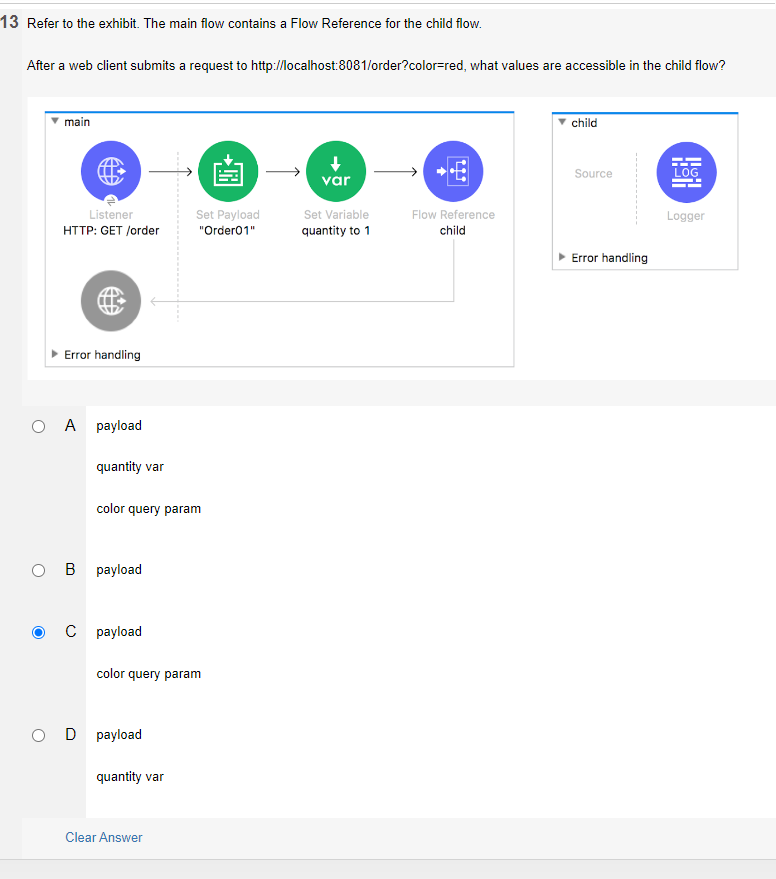 13 Refer to the exhibit. The main flow contains a Flow Reference for the child flow.
After a web client submits a request to http://localhost:8081/order?color=red, what values are accessible in the child flow?
main
Listener
HTTP: GET /order
Set Payload
"Order01"
var
Set Variable
quantity to 1
Flow Reference
child
Error handling
child
Source
LOG
Logger
Error handling
A payload
quantity var
color query param
B payload
C payload
color query param
D payload
quantity var
Clear Answer